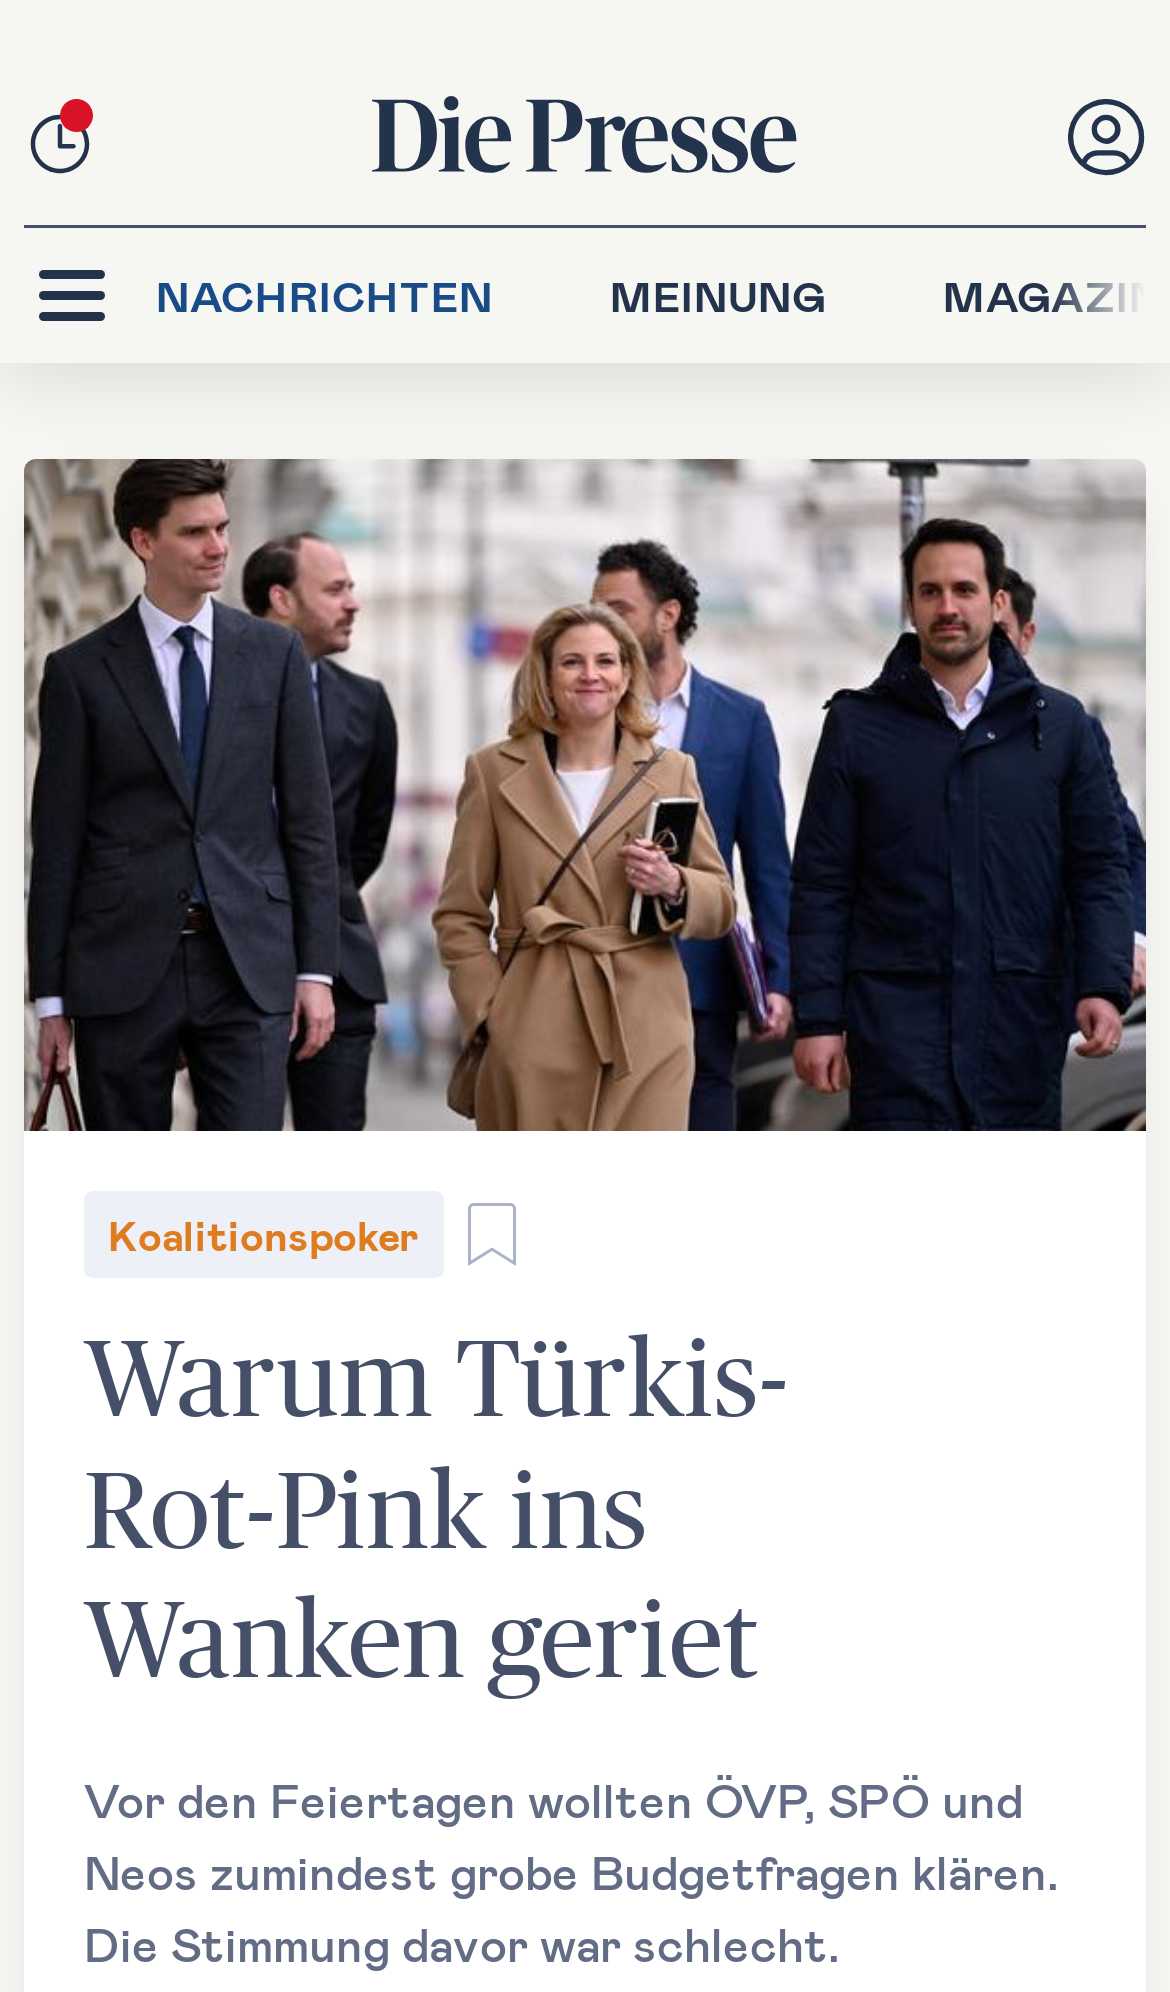 Die Presse
NACHRICHTEN MEINUNG
Koalitionspoker
Warum Türkis-
Rot-Pink ins
Wanken geriet
Vor den Feiertagen wollten ÖVP, SPÖ und
Neos zumindest grobe Budgetfragen klären.
Die Stimmung davor war schlecht.